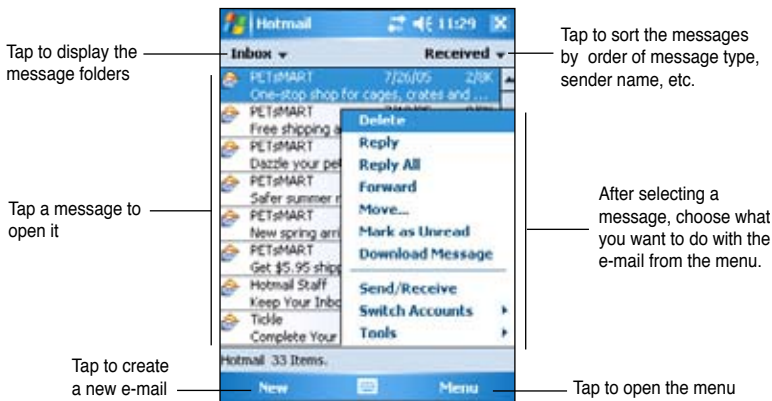 Hotmail 11:29
Tap to display the
message folders
Tap to sort the messages
by order of message type,
sender name, etc.
Inbox Received
PETsMART 7/26/05 2/8K
One-stop shop for cages, crates and ...
PETsMART
Free shipping a
PETsMART
Dazzle your pe
PETsMART
Safer summer r
PETsMART
New spring arri
PETsMART
Get $5.95 ship
Hotmail Staff
Keep Your Inbo
Tickle
Complete Your
Delete
Reply
Reply All
Forward
Move...
Mark as Unread
Download Message
Send/Receive
Switch Accounts
Tools
Tap a message to
open it
After selecting a
message, choose what
you want to do with the
e-mail from the menu.
Hotmail 33 Items.
New Menu
Tap to create
a new e-mail
Tap to open the menu